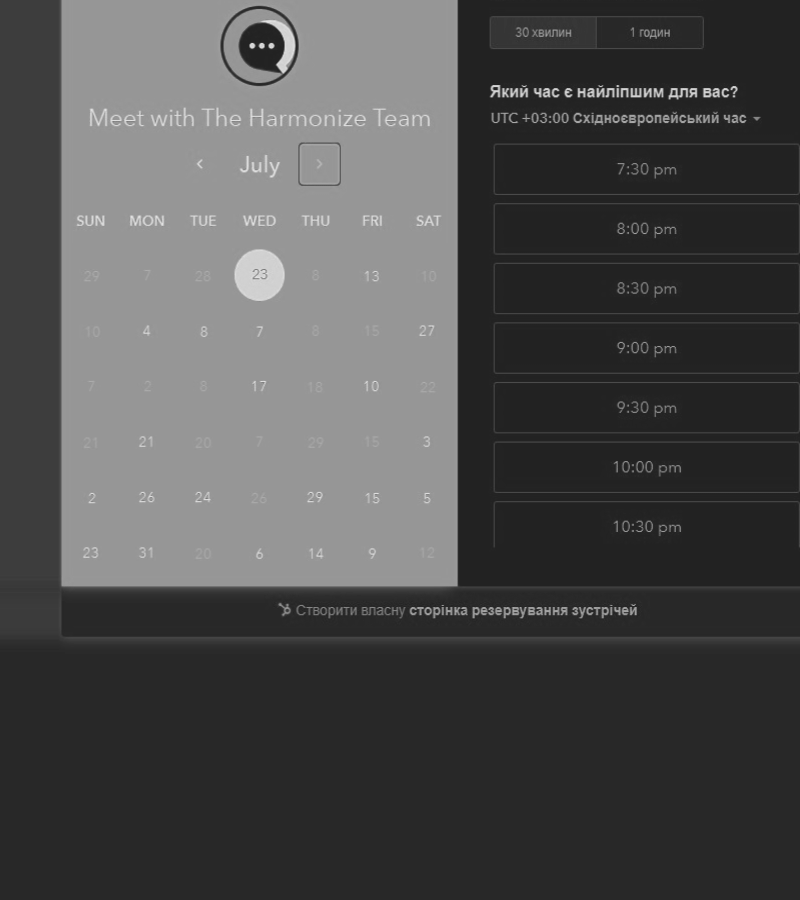 30 хвилин 1 годин
Який час є найліпшим для вас?
UTC +03:00 Східноєвропейський час
Meet with The Harmonize Team
July
SUN MON TUE WED THU FRI SAT
29 7 28 23 8 13 10
10 4 8 7 8 15 27
7 2 8 17 18 10 22
21 21 20 7 29 15 3
2 26 24 26 29 15 5
23 31 20 6 14 9 12
7:30 pm
8:00 pm
8:30 pm
9:00 pm
9:30 pm
10:00 pm
10:30 pm
Створити власну сторінка резервування зустрічей